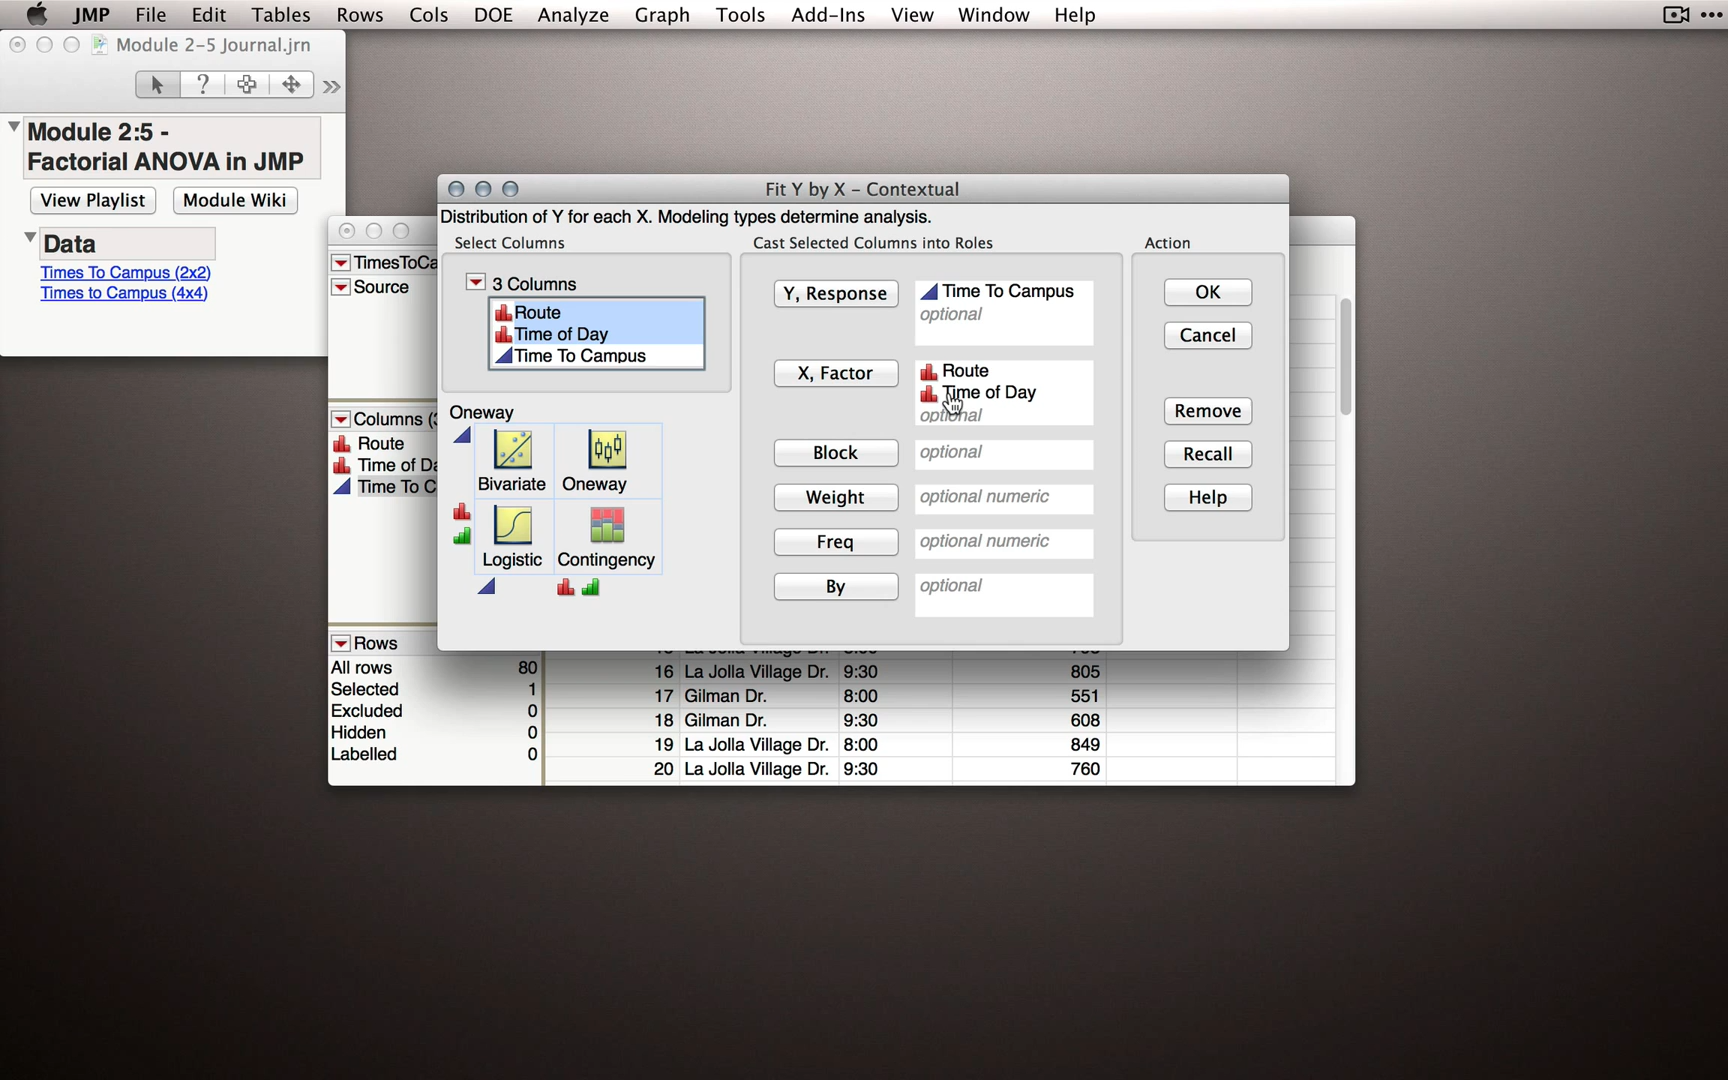 JMP File Edit Tables Rows Cols DOE Analyze Graph Tools Add-Ins View Window Help
Module 2-5 Journal.jrn
Module 2:5 -
Factorial ANOVA in JMP
View Playlist Module Wiki
Data
Times To Campus (2x2)
Times to Campus (4x4)
Fit Y by X - Contextual
Distribution of Y for each X. Modeling types determine analysis.
Select Columns
3 Columns
Route
Time of Day
Time To Campus
Oneway
Bivariate Oneway
Logistic Contingency
Cast Selected Columns into Roles
Y, Response Time To Campus
optional
X, Factor Route
Time of Day
optional
Block optional
Weight optional numeric
Freq optional numeric
By optional
Action
OK
Cancel
Remove
Recall
Help
Source
Route
Rows
All rows 80
Selected 1
Excluded 0
Hidden 0
Labelled 0
16 La Jolla Village Dr. 9:30 805
17 Gilman Dr. 8:00 551
18 Gilman Dr. 9:30 608
19 La Jolla Village Dr. 8:00 849
20 La Jolla Village Dr. 9:30 760